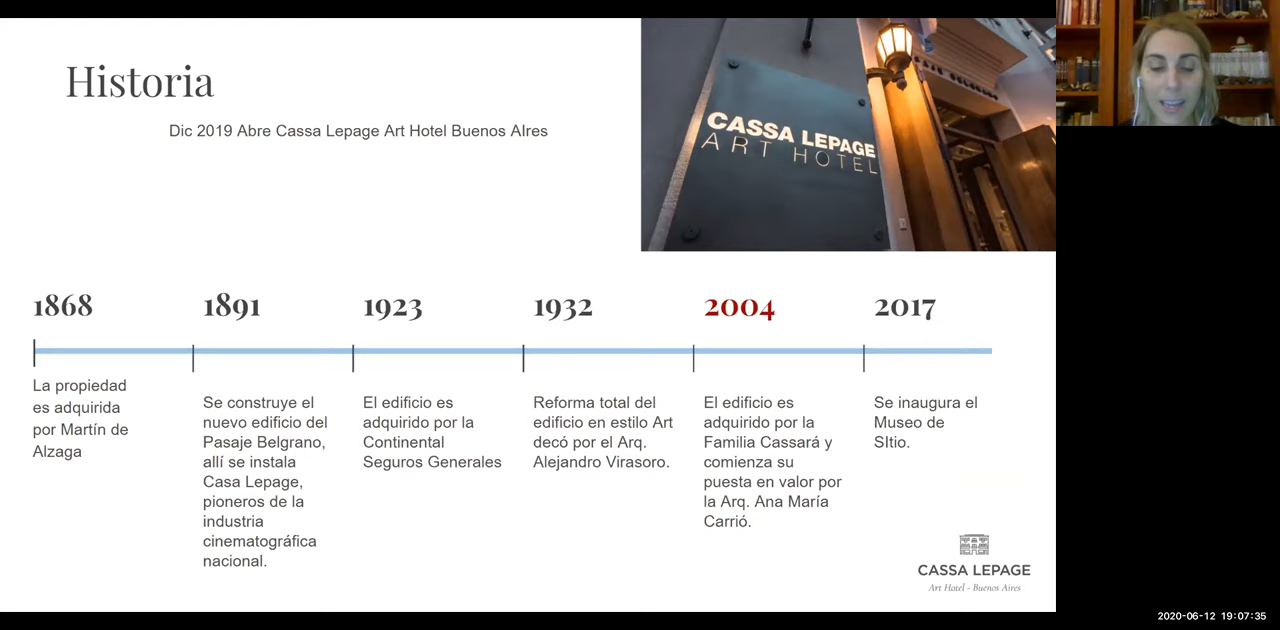 Historia
Dic 2019 Abre Cassa Lepage Art Hotel Buenos AIres
CASSA LEPAGE
ART HOTEL
1868
La propiedad
es adquirida
por Martín de
Alzaga
1891
Se construye el
nuevo edificio del
Pasaje Belgrano,
allí se instala
Casa Lepage,
pioneros de la
industria
cinematográfica
nacional.
1923
El edificio es
adquirido por la
Continental
Seguros Generales
1932
Reforma total del
edificio en estilo Art
decó por el Arq.
Alejandro Virasoro.
2004
El edificio es
adquirido por la
Familia Cassará y
comienza su
puesta en valor por
la Arq. Ana María
Carrió.
2017
Se inaugura el
Museo de
SItio.
CASSA LEPAGE
Art Hotel - Buenos Aires
2020-06-12 19:07:35